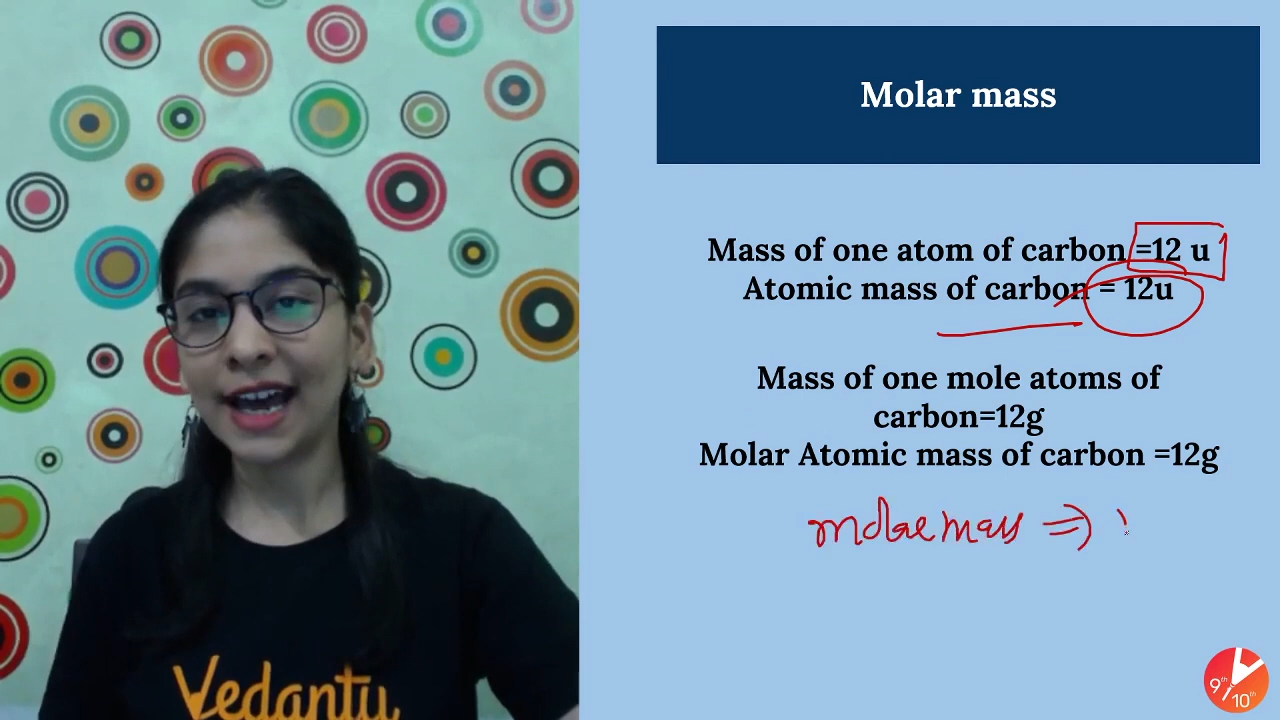 Molar mass
Mass of one atom of carbon =12 u
Atomic mass of carbon = 12u
Mass of one mole atoms of
carbon=12g
Molar Atomic mass of carbon =12g
molar mass ⇒
Vedantu
9th
10th